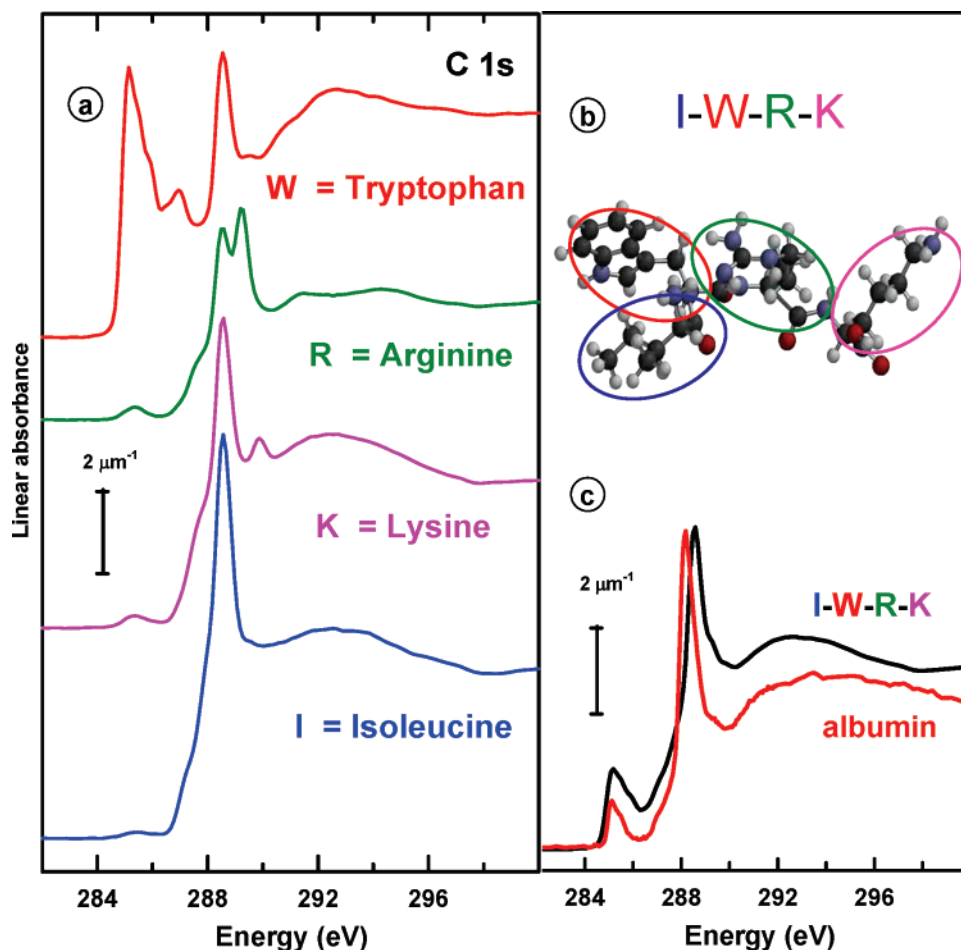 C 1s
a
W = Tryptophan
R = Arginine
K = Lysine
I = Isoleucine
2 μm⁻¹
Linear absorbance
284 288 292 296
Energy (eV)
b
I-W-R-K
c
2 μm⁻¹
I-W-R-K
albumin
284 288 292 296
Energy (eV)